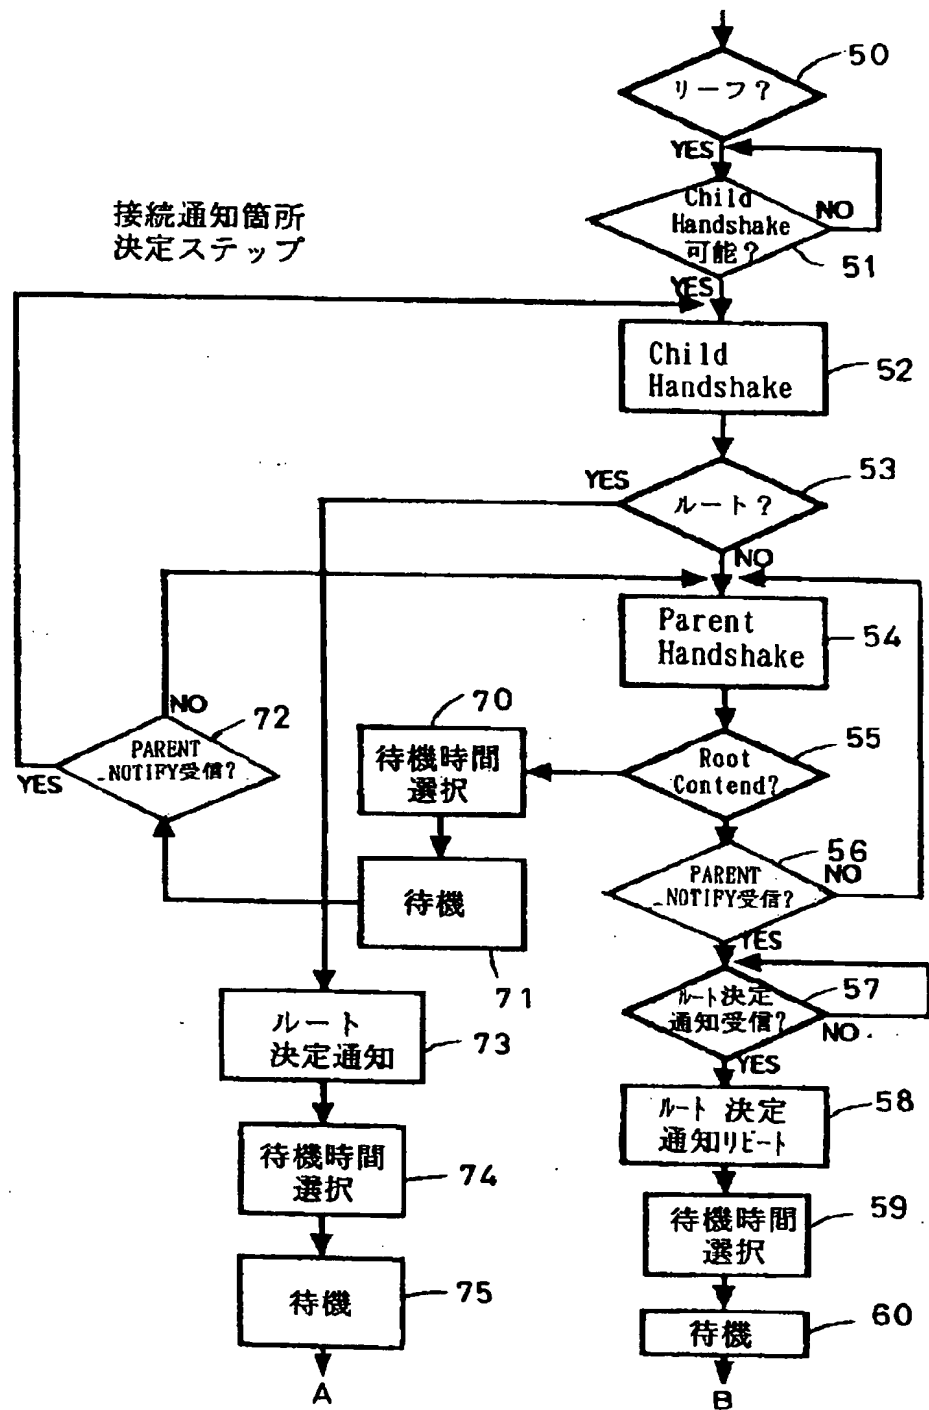 50
リーフ?
YES
接続通知箇所
決定ステップ
Child
Handshake
可能?
NO
51
YES
Child
Handshake
52
53
YES
ルート?
NO
Parent
Handshake
54
NO
72
PARENT
_NOTIFY受信?
YES
70
待機時間
選択
55
Root
Contend?
56
NO
PARENT
_NOTIFY受信?
YES
待機
71
57
ルート決定
通知受信?
NO
YES
ルート
決定通知
73
58
ルート 決定
通知リピート
待機時間
選択
74
59
待機時間
選択
待機
75
60
待機
A
B